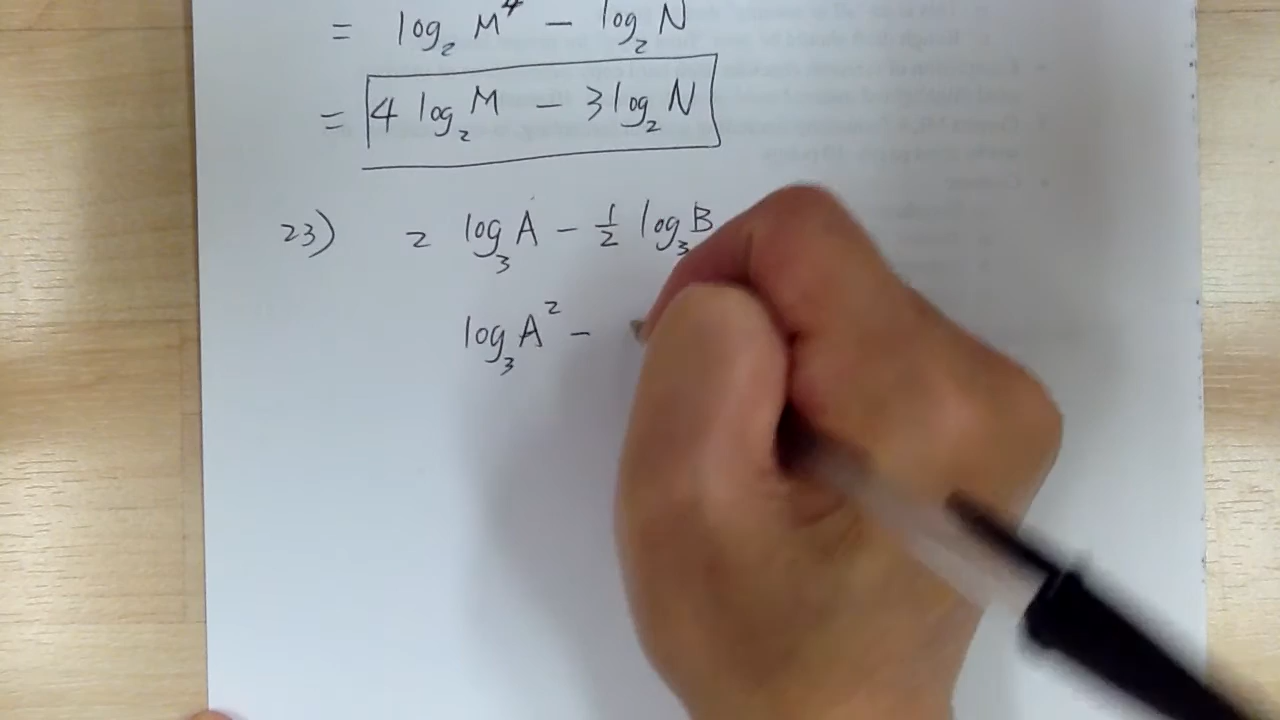 = log₂ M⁴ − log₂ N
= 4 log₂ M − 3 log₂ N
23) 2 log₃ A − 1/2 log₃ B
log₃ A² −